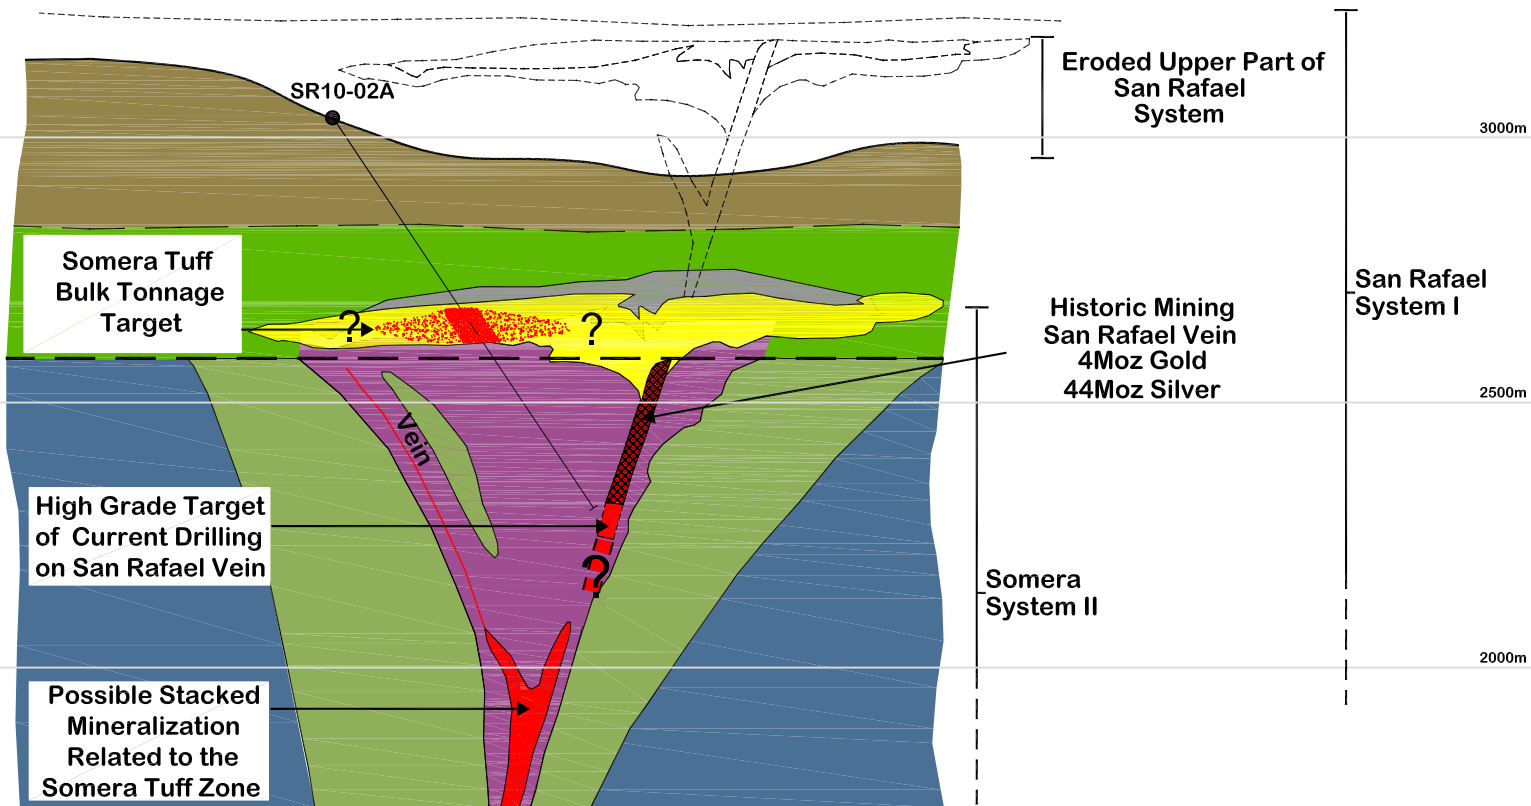 SR10-02A
Eroded Upper Part of
San Rafael
System
3000m
Somera Tuff
Bulk Tonnage
Target
?
?
San Rafael
System I
Historic Mining
San Rafael Vein
4Moz Gold
44Moz Silver
2500m
Vein
High Grade Target
of Current Drilling
on San Rafael Vein
?
Somera
System II
2000m
Possible Stacked
Mineralization
Related to the
Somera Tuff Zone